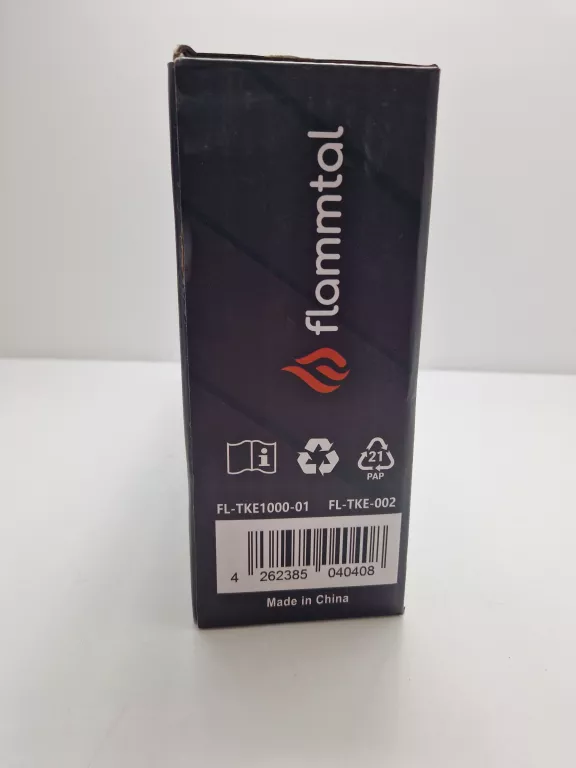 flammtal
i
21
PAP
FL-TKE1000-01 FL-TKE-002
4 262385 040408
Made in China